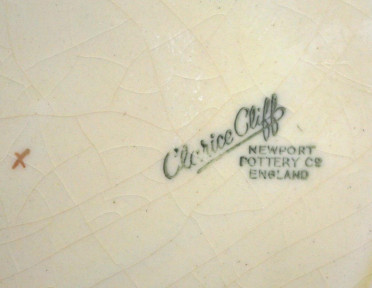 Clarice Cliff
NEWPORT
POTTERY Co
ENGLAND